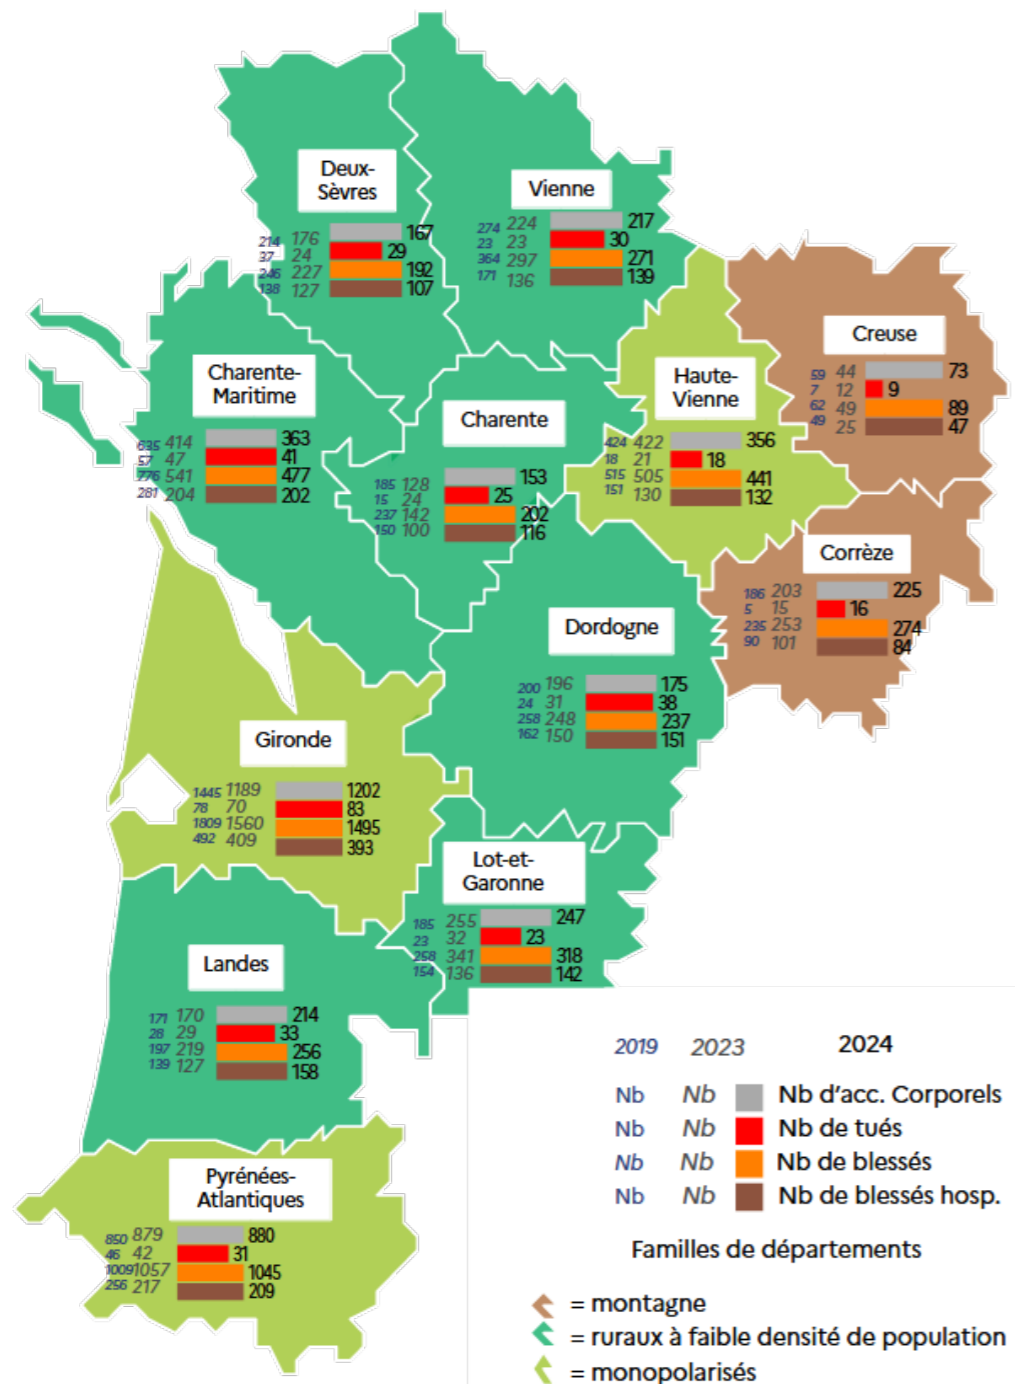 Deux-
Sèvres
214 176 167
37 24 29
246 227 192
138 127 107
Vienne
274 224 217
23 23 30
364 297 271
171 136 139
Creuse
59 44 73
7 12 9
62 49 89
49 25 47
Charente-
Maritime
635 414 363
57 47 41
776 541 477
281 204 202
Charente
185 128 153
15 24 25
237 142 202
150 100 116
Haute-
Vienne
424 422 356
18 21 18
515 505 441
151 130 132
Corrèze
186 203 225
5 15 16
235 253 274
90 101 84
Dordogne
200 196 175
24 31 38
258 248 237
162 150 151
Gironde
1445 1189 1202
78 70 83
1809 1560 1495
492 409 393
Lot-et-
Garonne
185 255 247
23 32 23
258 341 318
154 136 142
Landes
171 170 214
28 29 33
197 219 256
139 127 158
Pyrénées-
Atlantiques
850 879 880
46 42 31
1009 1057 1045
256 217 209
2019 2023 2024
Nb Nb Nb d'acc. Corporels
Nb Nb Nb de tués
Nb Nb Nb de blessés
Nb Nb Nb de blessés hosp.
Familles de départements
= montagne
= ruraux à faible densité de population
= monopolarisés